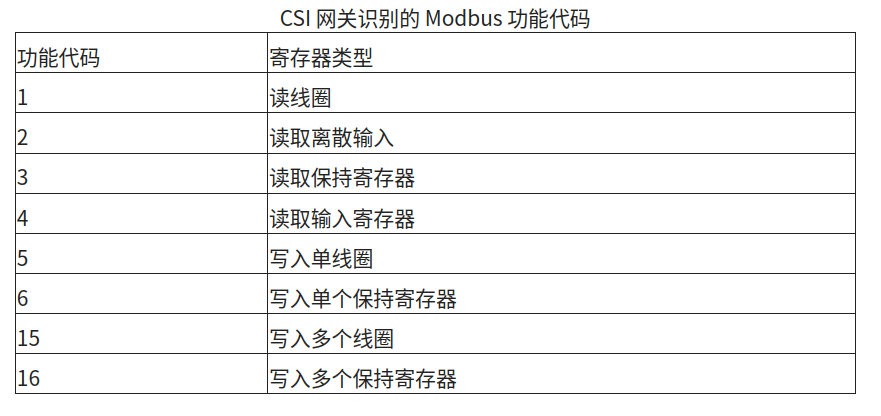 CSI 网关识别的 Modbus 功能代码
功能代码 寄存器类型
1 读线圈
2 读取离散输入
3 读取保持寄存器
4 读取输入寄存器
5 写入单线圈
6 写入单个保持寄存器
15 写入多个线圈
16 写入多个保持寄存器